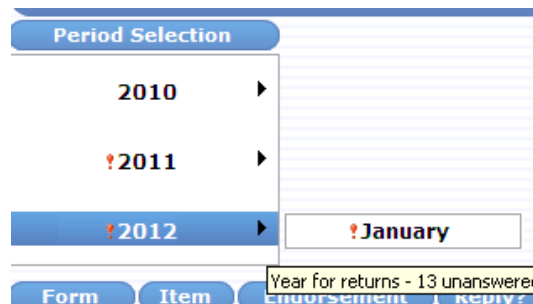 Period Selection
2010
!2011
!2012
!January
Year for returns - 13 unanswered
Form Item Endorsement Reply?